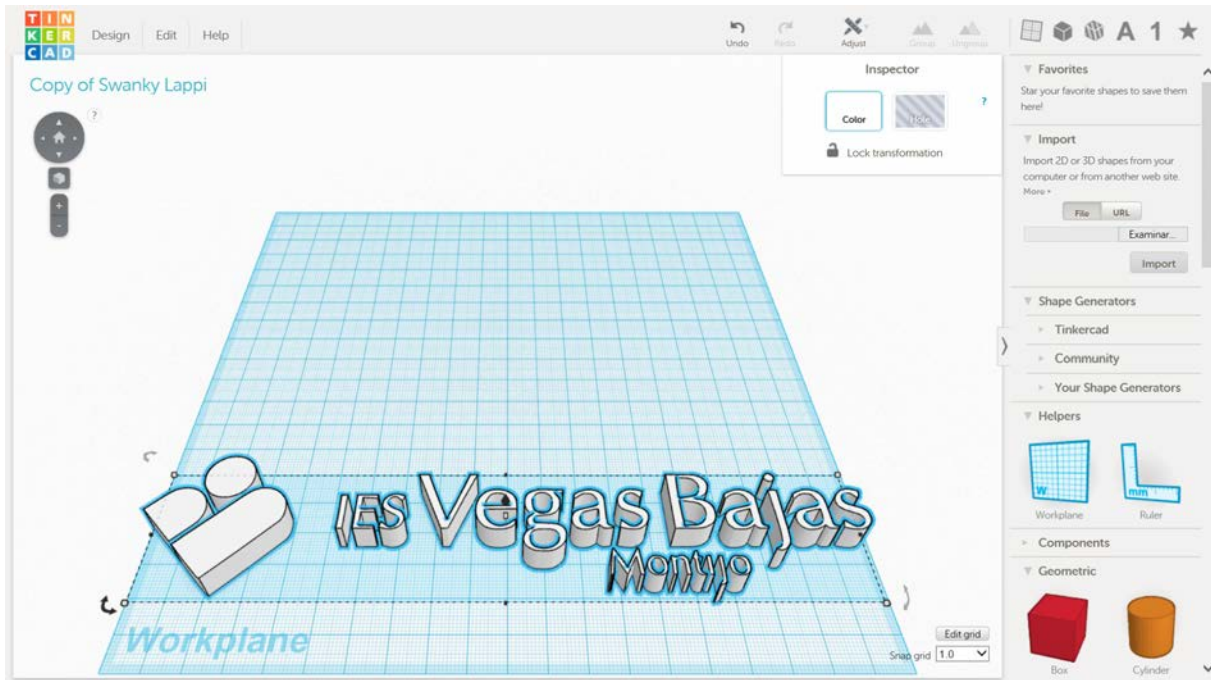 TINKERCAD
Design Edit Help
Undo Redo Adjust Group Ungroup
A 1
Copy of Swanky Lappi
?
Inspector
Color Hole
?
Lock transformation
+
-
IES Vegas Bajas
Montijo
Workplane
Edit grid
Snap grid 1.0
Favorites
Star your favorite shapes to save them
here!
Import
Import 2D or 3D shapes from your
computer or from another web site.
More
File URL
Examinar...
Import
Shape Generators
Tinkercad
Community
Your Shape Generators
Helpers
W mm
Workplane Ruler
Components
Geometric
Box Cylinder